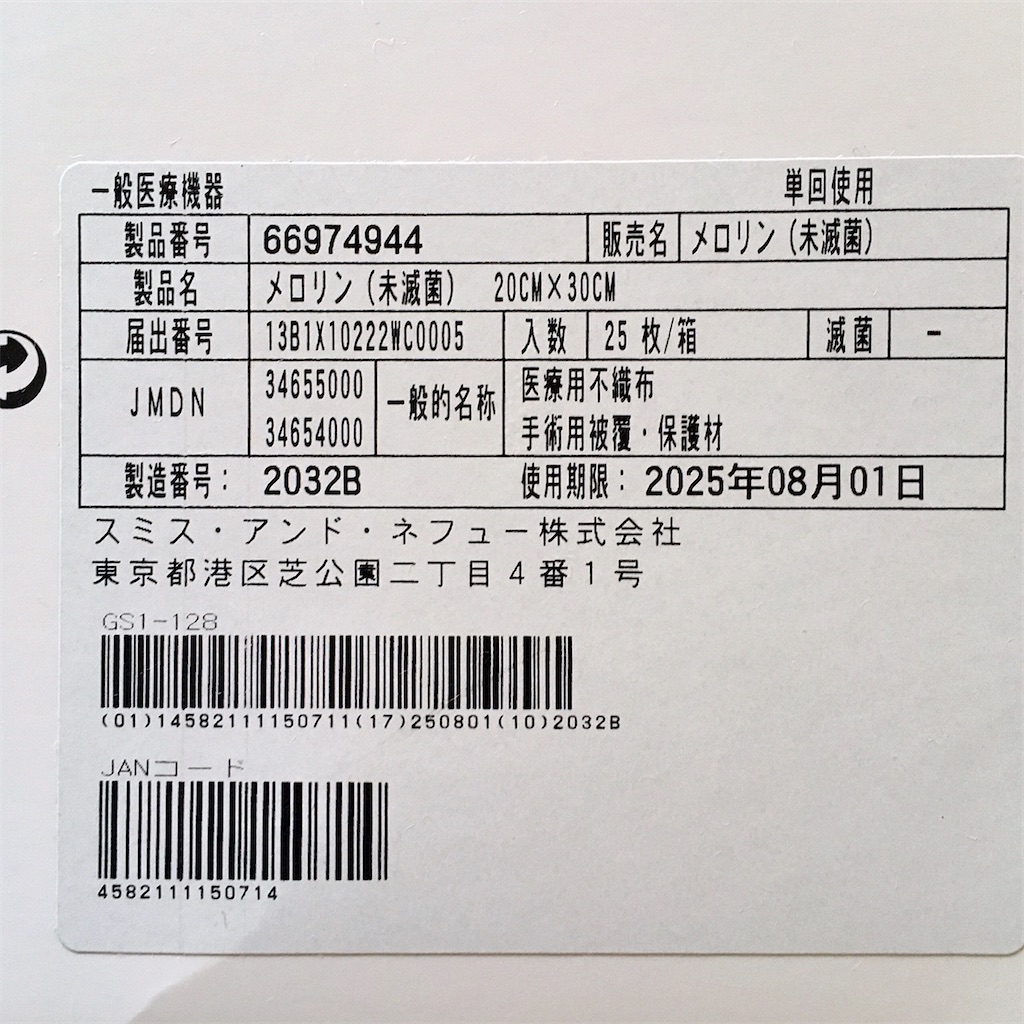 一般医療機器 単回使用
製品番号 66974944 販売名 メロリン(未滅菌)
製品名 メロリン(未滅菌) 20CM×30CM
届出番号 13B1X10222WC0005 入数 25 枚/箱 滅菌 -
JMDN 34655000 一般的名称 医療用不織布
34654000 手術用被覆・保護材
製造番号: 2032B 使用期限: 2025年08月01日
スミス・アンド・ネフュー株式会社
東京都港区芝公園二丁目4番1号
GS1-128
(01)14582111150711(17)250801(10)2032B
JANコード
4582111150714